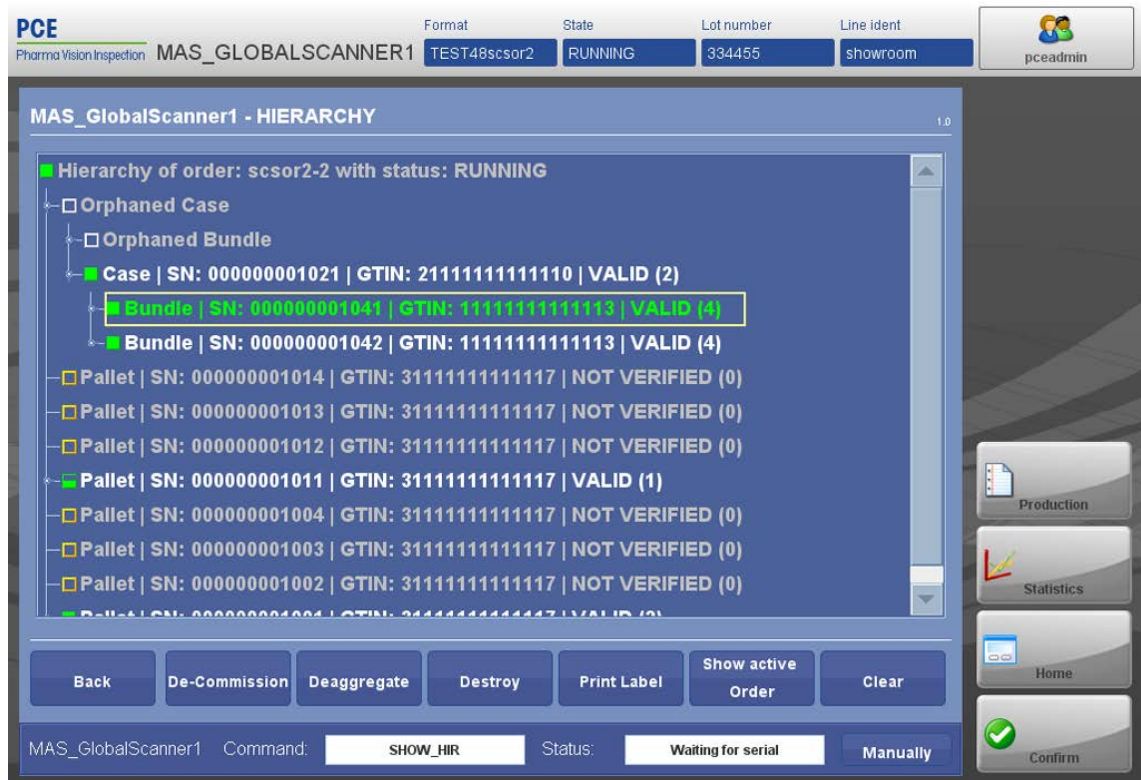 PCE
Pharma Vision Inspection
MAS_GLOBALSCANNER1
Format
TEST48scsor2
State
RUNNING
Lot number
334455
Line ident
showroom
pceadmin
MAS_GlobalScanner1 - HIERARCHY
1.0
Hierarchy of order: scsor2-2 with status: RUNNING
Orphaned Case
Orphaned Bundle
Case | SN: 000000001021 | GTIN: 21111111111110 | VALID (2)
Bundle | SN: 000000001041 | GTIN: 11111111111113 | VALID (4)
Bundle | SN: 000000001042 | GTIN: 11111111111113 | VALID (4)
Pallet | SN: 000000001014 | GTIN: 31111111111117 | NOT VERIFIED (0)
Pallet | SN: 000000001013 | GTIN: 31111111111117 | NOT VERIFIED (0)
Pallet | SN: 000000001012 | GTIN: 31111111111117 | NOT VERIFIED (0)
Pallet | SN: 000000001011 | GTIN: 31111111111117 | VALID (1)
Pallet | SN: 000000001004 | GTIN: 31111111111117 | NOT VERIFIED (0)
Pallet | SN: 000000001003 | GTIN: 31111111111117 | NOT VERIFIED (0)
Pallet | SN: 000000001002 | GTIN: 31111111111117 | NOT VERIFIED (0)
Pallet | SN: 000000001001 | GTIN: 31111111111117 | VALID
Production
Statistics
Home
Confirm
Back
De-Commission
Deaggregate
Destroy
Print Label
Show active
Order
Clear
MAS_GlobalScanner1
Command:
SHOW_HIR
Status:
Waiting for serial
Manually